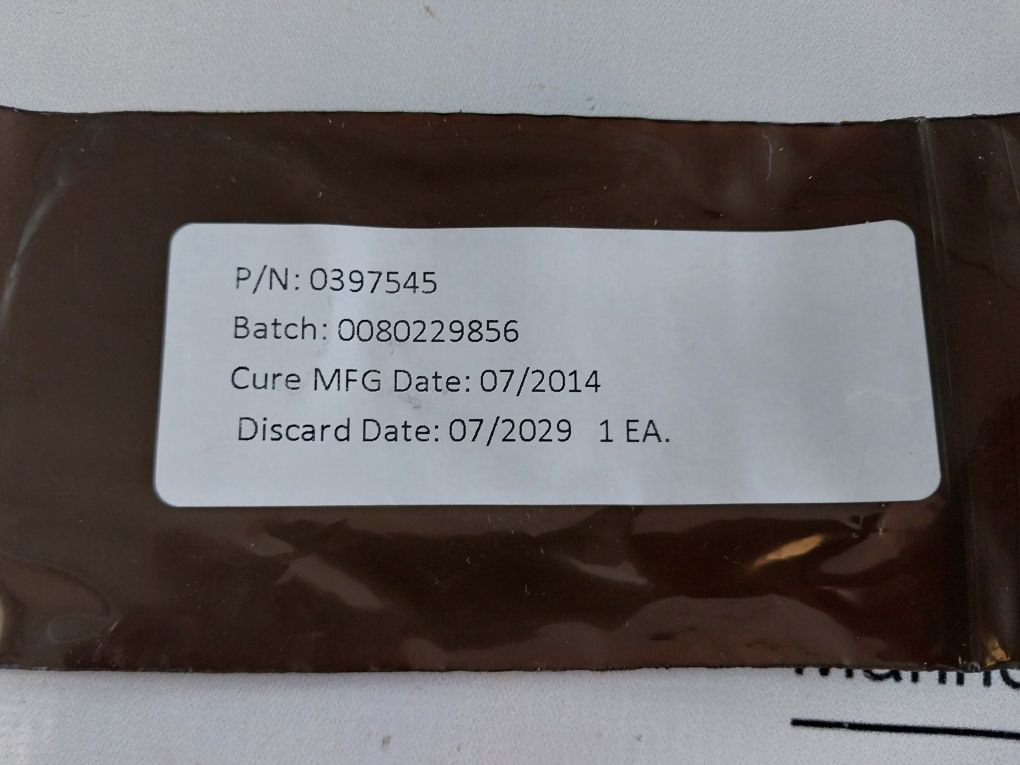 P/N: 0397545
Batch: 0080229856
Cure MFG Date: 07/2014
Discard Date: 07/2029 1 EA.